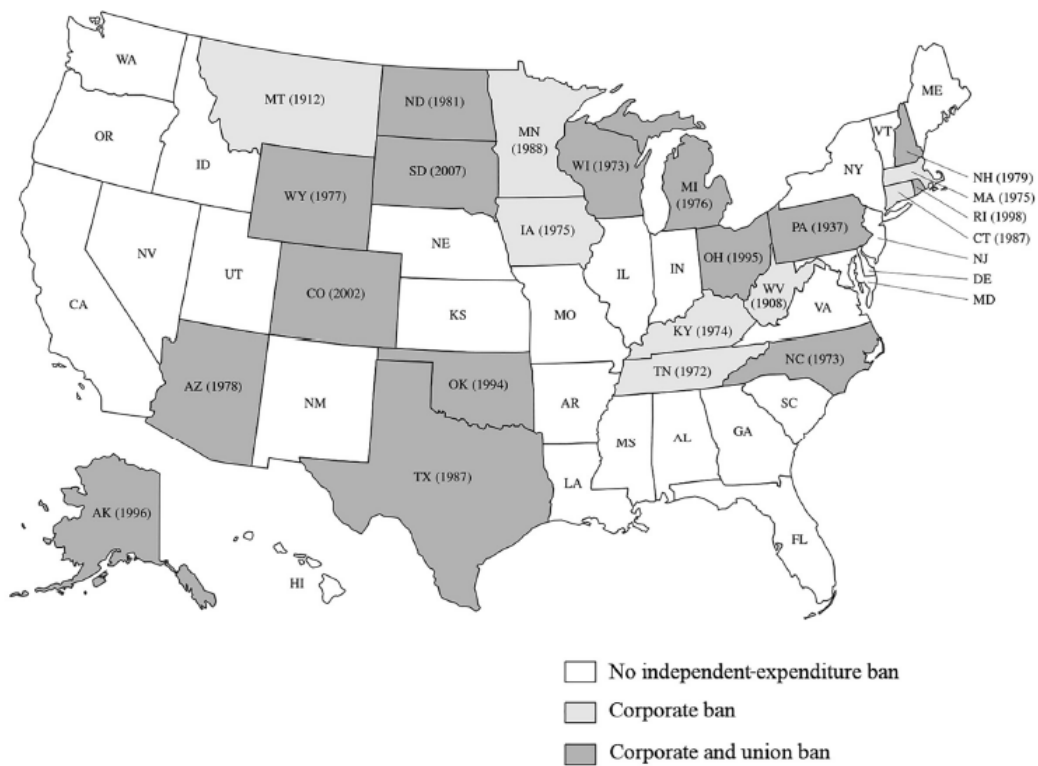 WA
MT (1912)
ND (1981)
MN
(1988)
ME
OR
ID
VT
WI (1973)
NY
SD (2007)
MI
(1976)
NH (1979)
MA (1975)
RI (1998)
CT (1987)
NJ
DE
MD
WY (1977)
IA (1975)
NE
PA (1937)
NV
UT
CO (2002)
IL
IN
OH (1995)
WV
(1908)
VA
CA
KS
MO
KY (1974)
NC (1973)
TN (1972)
AZ (1978)
NM
OK (1994)
AR
SC
MS
AL
GA
TX (1987)
LA
AK (1996)
FL
HI
No independent-expenditure ban
Corporate ban
Corporate and union ban